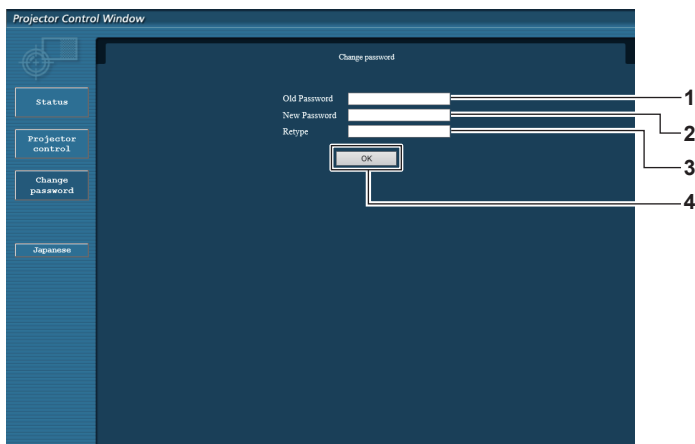 Projector Control Window
Change password
Status
Projector
control
Change
password
Japanese
Old Password
New Password
Retype
OK
1
2
3
4